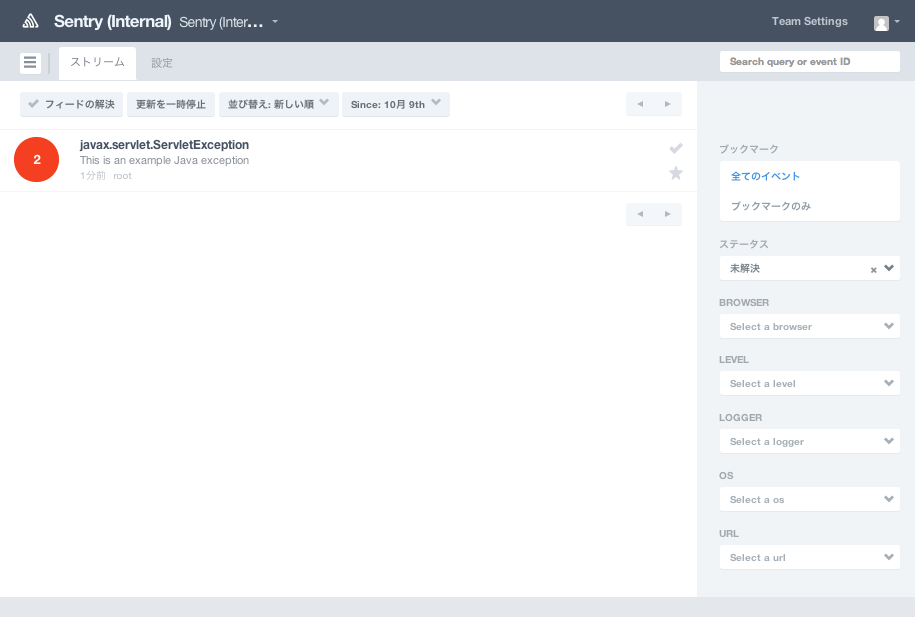 Sentry (Internal) Sentry (Inter... Team Settings
ストリーム 設定 Search query or event ID
フィードの解決 更新を一時停止 並び替え: 新しい順 Since: 10月 9th
2 javax.servlet.ServletException
This is an example Java exception
1分前 root
ブックマーク
全てのイベント
ブックマークのみ
ステータス
未解決 ×
BROWSER
Select a browser
LEVEL
Select a level
LOGGER
Select a logger
OS
Select a os
URL
Select a url